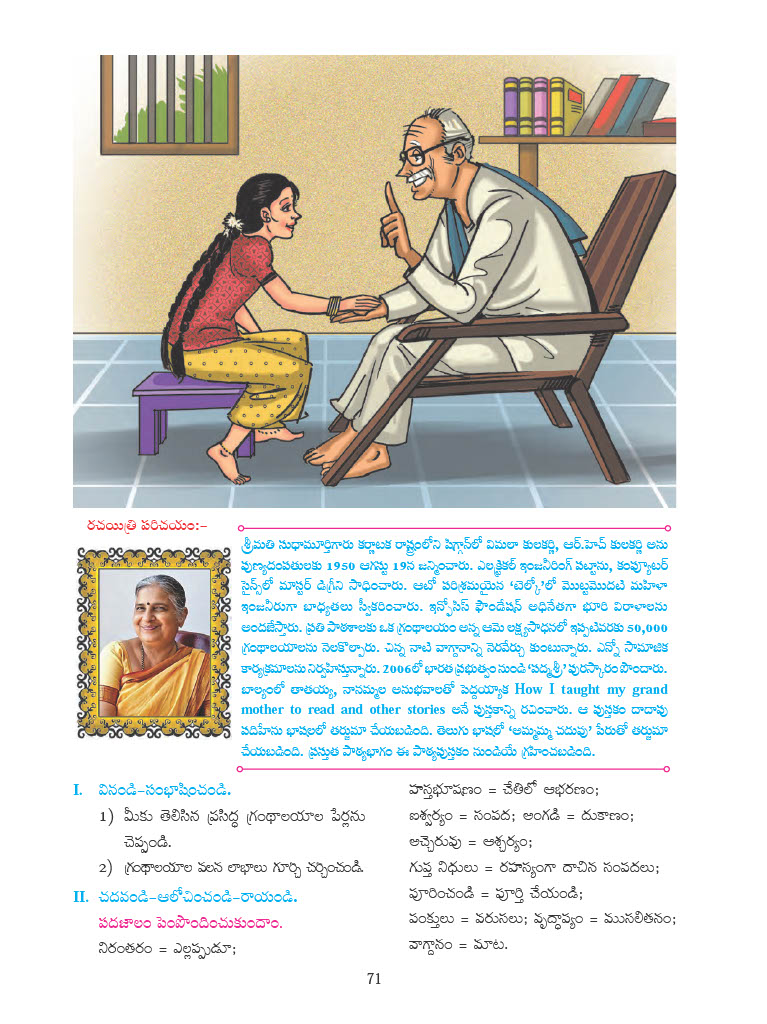 రచయిత్రి పరిచయం:-
శ్రీమతి సుధామూర్తిగారు కర్ణాటక రాష్ట్రంలోని షిగ్గాన్‌లో విమలా కులకర్ణి, ఆర్.హెచ్ కులకర్ణి అను
పుణ్యదంపతులకు 1950 ఆగస్టు 19న జన్మించారు. ఎలక్ట్రికల్ ఇంజనీరింగ్ పట్టాను, కంప్యూటర్
సైన్స్‌లో మాస్టర్ డిగ్రీని సాధించారు. ఆటో పరిశ్రమయైన ‘టెల్కో’లో మొట్టమొదటి మహిళా
ఇంజనీరుగా బాధ్యతలు స్వీకరించారు. ఇన్ఫోసిస్ ఫౌండేషన్ అధినేతగా భూరి విరాళాలను
అందజేస్తారు. ప్రతి పాఠశాలకు ఒక గ్రంథాలయం అన్న ఆమె లక్ష్యసాధనలో ఇప్పటివరకు 50,000
గ్రంథాలయాలను నెలకొల్పారు. చిన్న నాటి వాగ్దానాన్ని నెరవేర్చు కుంటున్నారు. ఎన్నో సామాజిక
కార్యక్రమాలను నిర్వహిస్తున్నారు. 2006లో భారత ప్రభుత్వం నుండి ‘పద్మశ్రీ’ పురస్కారం పొందారు.
బాల్యంలో తాతయ్య, నానమ్మల అనుభవాలతో పెద్దయ్యాక How I taught my grand
mother to read and other stories అనే పుస్తకాన్ని రచించారు. ఆ పుస్తకం దాదాపు
పదిహేను భాషలలో తర్జుమా చేయబడింది. తెలుగు భాషలో ‘అమ్మమ్మ చదువు’ పేరుతో తర్జుమా
చేయబడింది. ప్రస్తుత పాఠ్యభాగం ఈ పాఠ్యపుస్తకం నుండియే గ్రహించబడింది.
I. వినండి-సంభాషించండి.
1) మీకు తెలిసిన ప్రసిద్ధ గ్రంథాలయాల పేర్లను
చెప్పండి.
2) గ్రంథాలయాల వలన లాభాలు గూర్చి చర్చించండి.
II. చదవండి-ఆలోచించండి-రాయండి.
పదజాలం పెంపొందించుకుందాం.
నిరంతరం = ఎల్లప్పుడూ;
హస్తభూషణం = చేతిలో ఆభరణం;
ఐశ్వర్యం = సంపద; అంగడి = దుకాణం;
అచ్చెరువు = ఆశ్చర్యం;
గుప్త నిధులు = రహస్యంగా దాచిన సంపదలు;
పూరించండి = పూర్తి చేయండి;
పంక్తులు = వరుసలు; వృద్ధాప్యం = ముసలితనం;
వాగ్దానం = మాట.
71